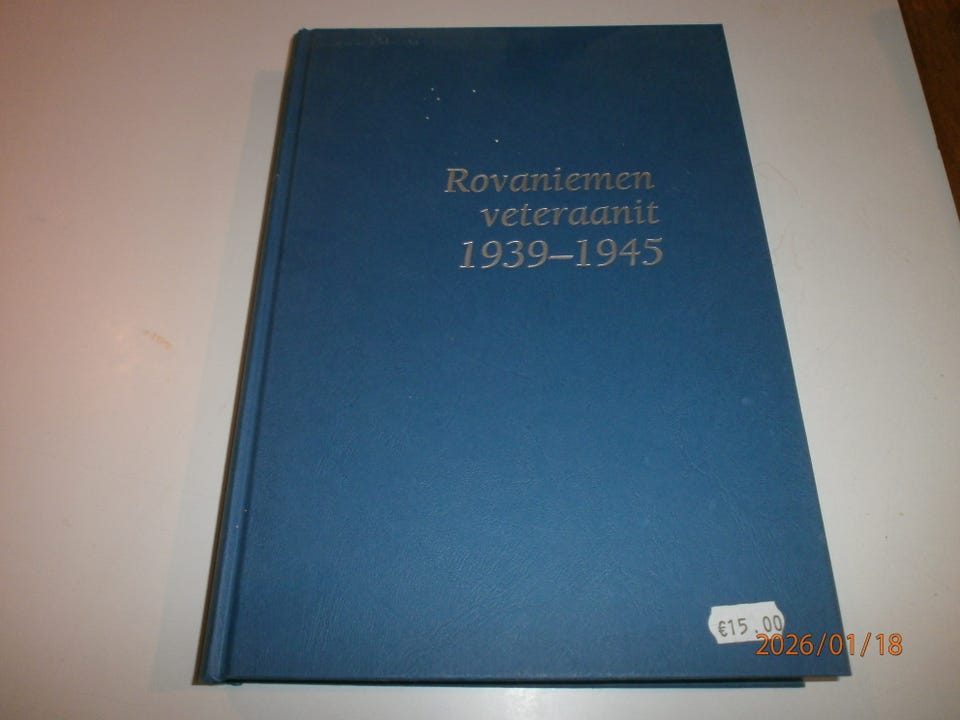 Rovaniemen
veteraanit
1939–1945
€15.00
2026/01/18